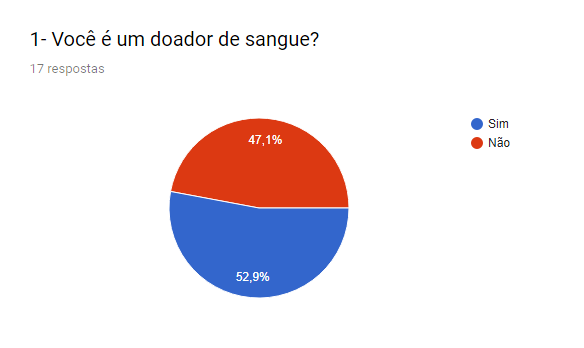 1- Você é um doador de sangue?
17 respostas
Sim
Não
47,1%
52,9%